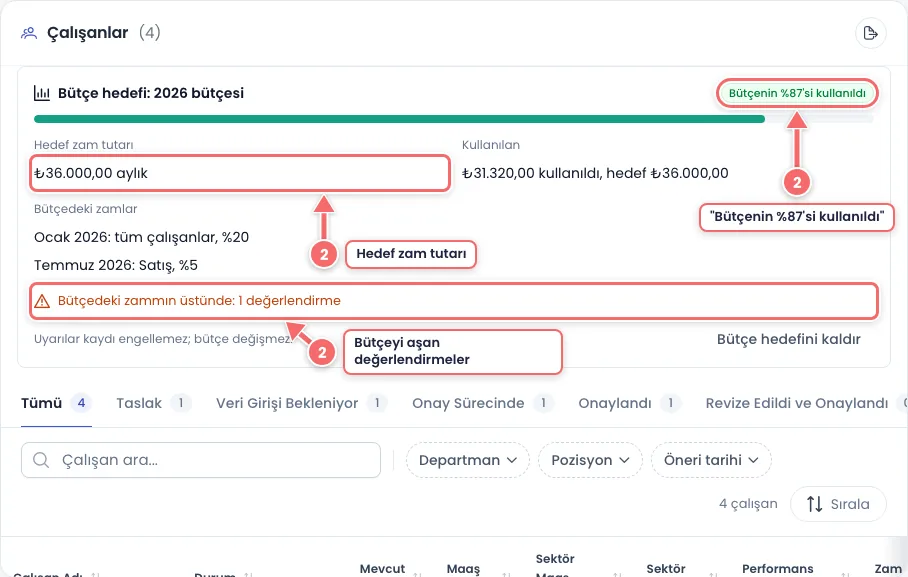 Çalışanlar (4)
Bütçe hedefi: 2026 bütçesi
Bütçenin %87'si kullanıldı
Hedef zam tutarı
Kullanılan
₺36.000,00 aylık
₺31.320,00 kullanıldı, hedef ₺36.000,00
2
"Bütçenin %87'si kullanıldı"
Bütçedeki zamlar
Ocak 2026: tüm çalışanlar, %20
2
Hedef zam tutarı
Temmuz 2026: Satış, %5
Bütçedeki zammın üstünde: 1 değerlendirme
Uyarılar kaydı engellemez; bütçe değişmez.
2
Bütçeyi aşan
değerlendirmeler
Bütçe hedefini kaldır
Tümü 4 Taslak 1 Veri Girişi Bekleniyor 1 Onay Sürecinde 1 Onaylandı 1 Revize Edildi ve Onaylandı
Çalışan ara...
Departman
Pozisyon
Öneri tarihi
4 çalışan
Sırala
Çalışan Adı
Durum
Mevcut
Maaş
Sektör
Maaş
Sektör
Performans
Zam